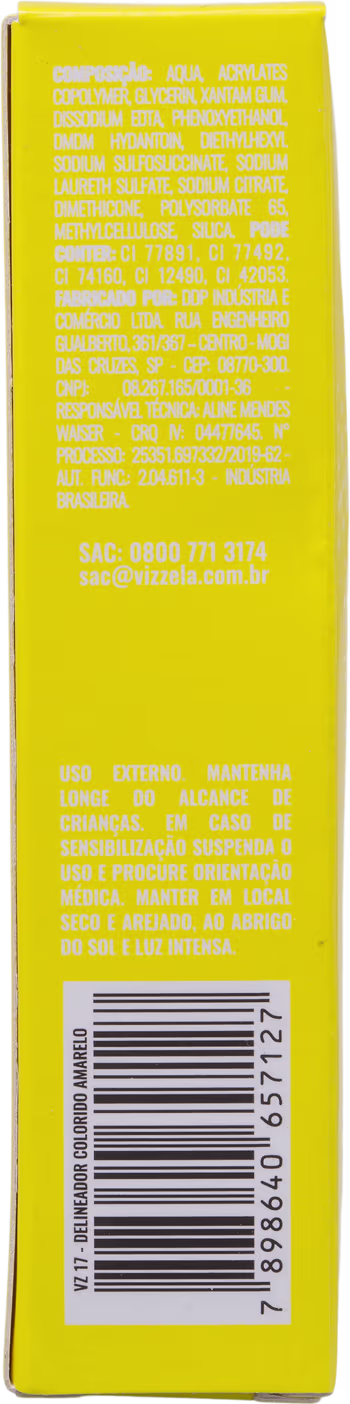 COMPOSIÇÃO: AQUA, ACRYLATES
COPOLYMER, GLYCERIN, XANTAM GUM,
DISSODIUM EDTA, PHENOXYETHANOL,
DMDM HYDANTOIN, DIETHYLHEXYL
SODIUM SULFOSUCCINATE, SODIUM
LAURETH SULFATE, SODIUM CITRATE,
DIMETHICONE, POLYSORBATE 65,
METHYLCELLULOSE, SILICA. PODE
CONTER: CI 77891, CI 77492,
CI 74160, CI 12490, CI 42053.
FABRICADO POR: DDP INDÚSTRIA E
COMÉRCIO LTDA. RUA ENGENHEIRO
GUALBERTO, 361/367 – CENTRO - MOGI
DAS CRUZES, SP - CEP: 08770-300.
CNPJ: 08.267.165/0001-36 -
RESPONSÁVEL TÉCNICA: ALINE MENDES
WAISER - CRQ IV: 04477645. Nº
PROCESSO: 25351.697332/2019-62 -
AUT. FUNC.: 2.04.611-3 - INDÚSTRIA
BRASILEIRA.
SAC: 0800 771 3174
sac@vizzela.com.br
USO EXTERNO. MANTENHA
LONGE DO ALCANCE DE
CRIANÇAS. EM CASO DE
SENSIBILIZAÇÃO SUSPENDA O
USO E PROCURE ORIENTAÇÃO
MÉDICA. MANTER EM LOCAL
SECO E AREJADO, AO ABRIGO
DO SOL E LUZ INTENSA.
VZ 17 - DELINEADOR COLORIDO AMARELO
7 898640 657127